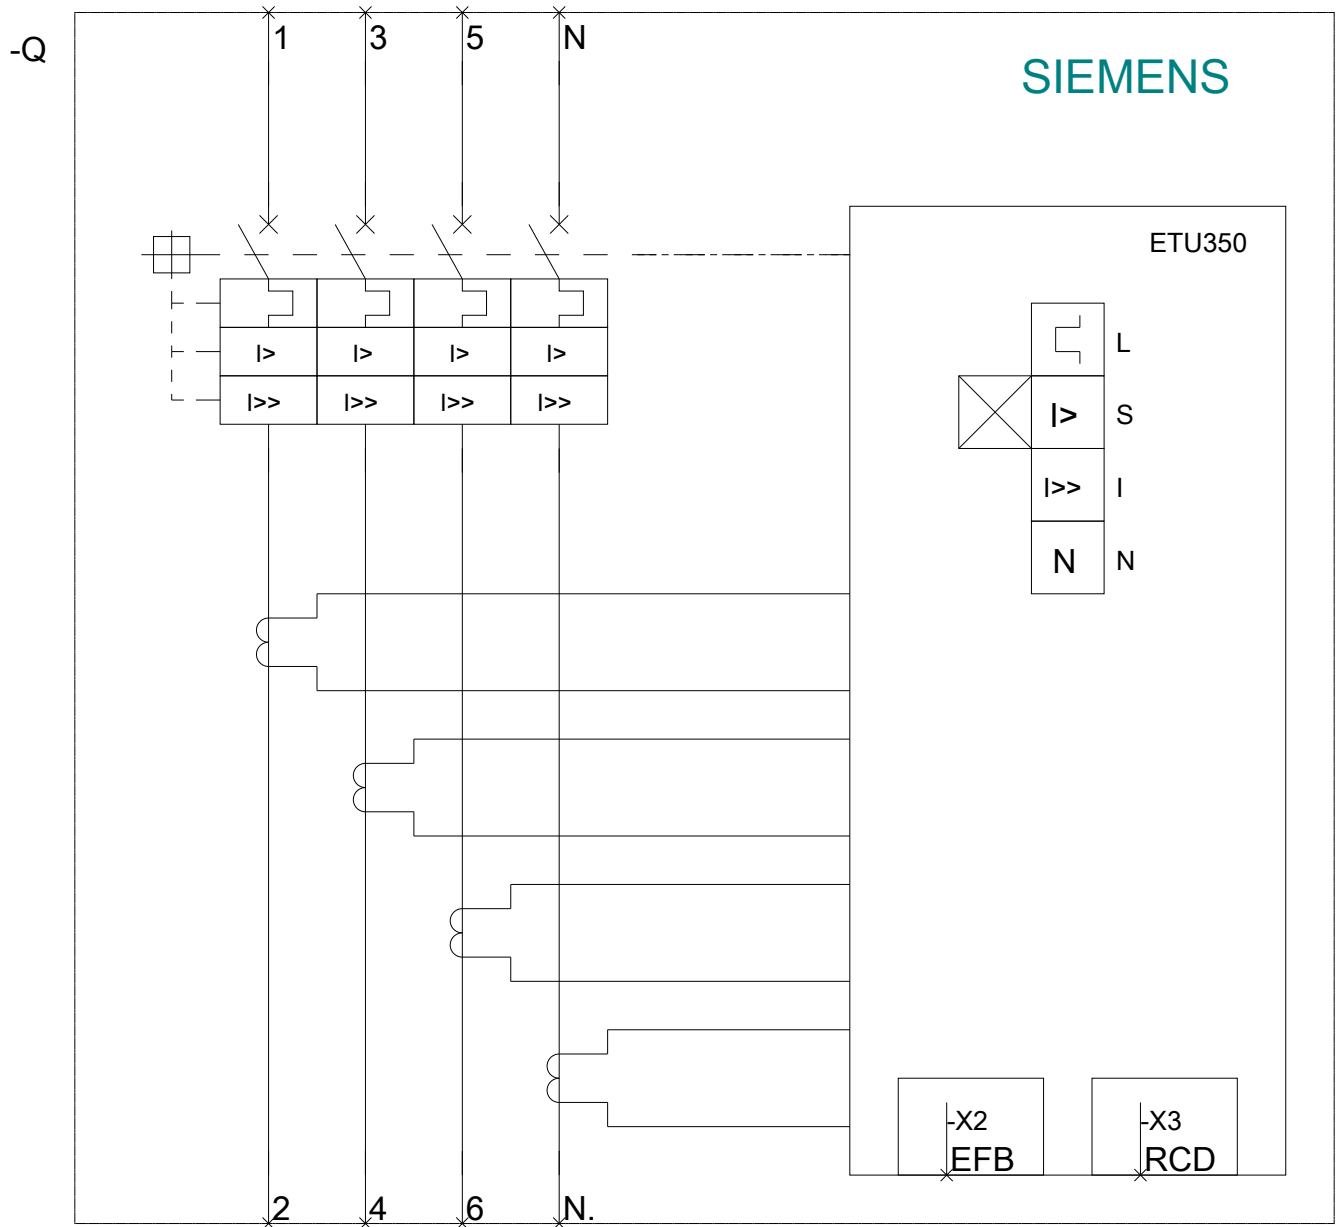 1 3 5 N
-Q
SIEMENS
ETU350
L
I> I> I> I>
I>> I>> I>> I>>
I> S
I>> I
N N
-X2 -X3
EFB RCD
2 4 6 N.